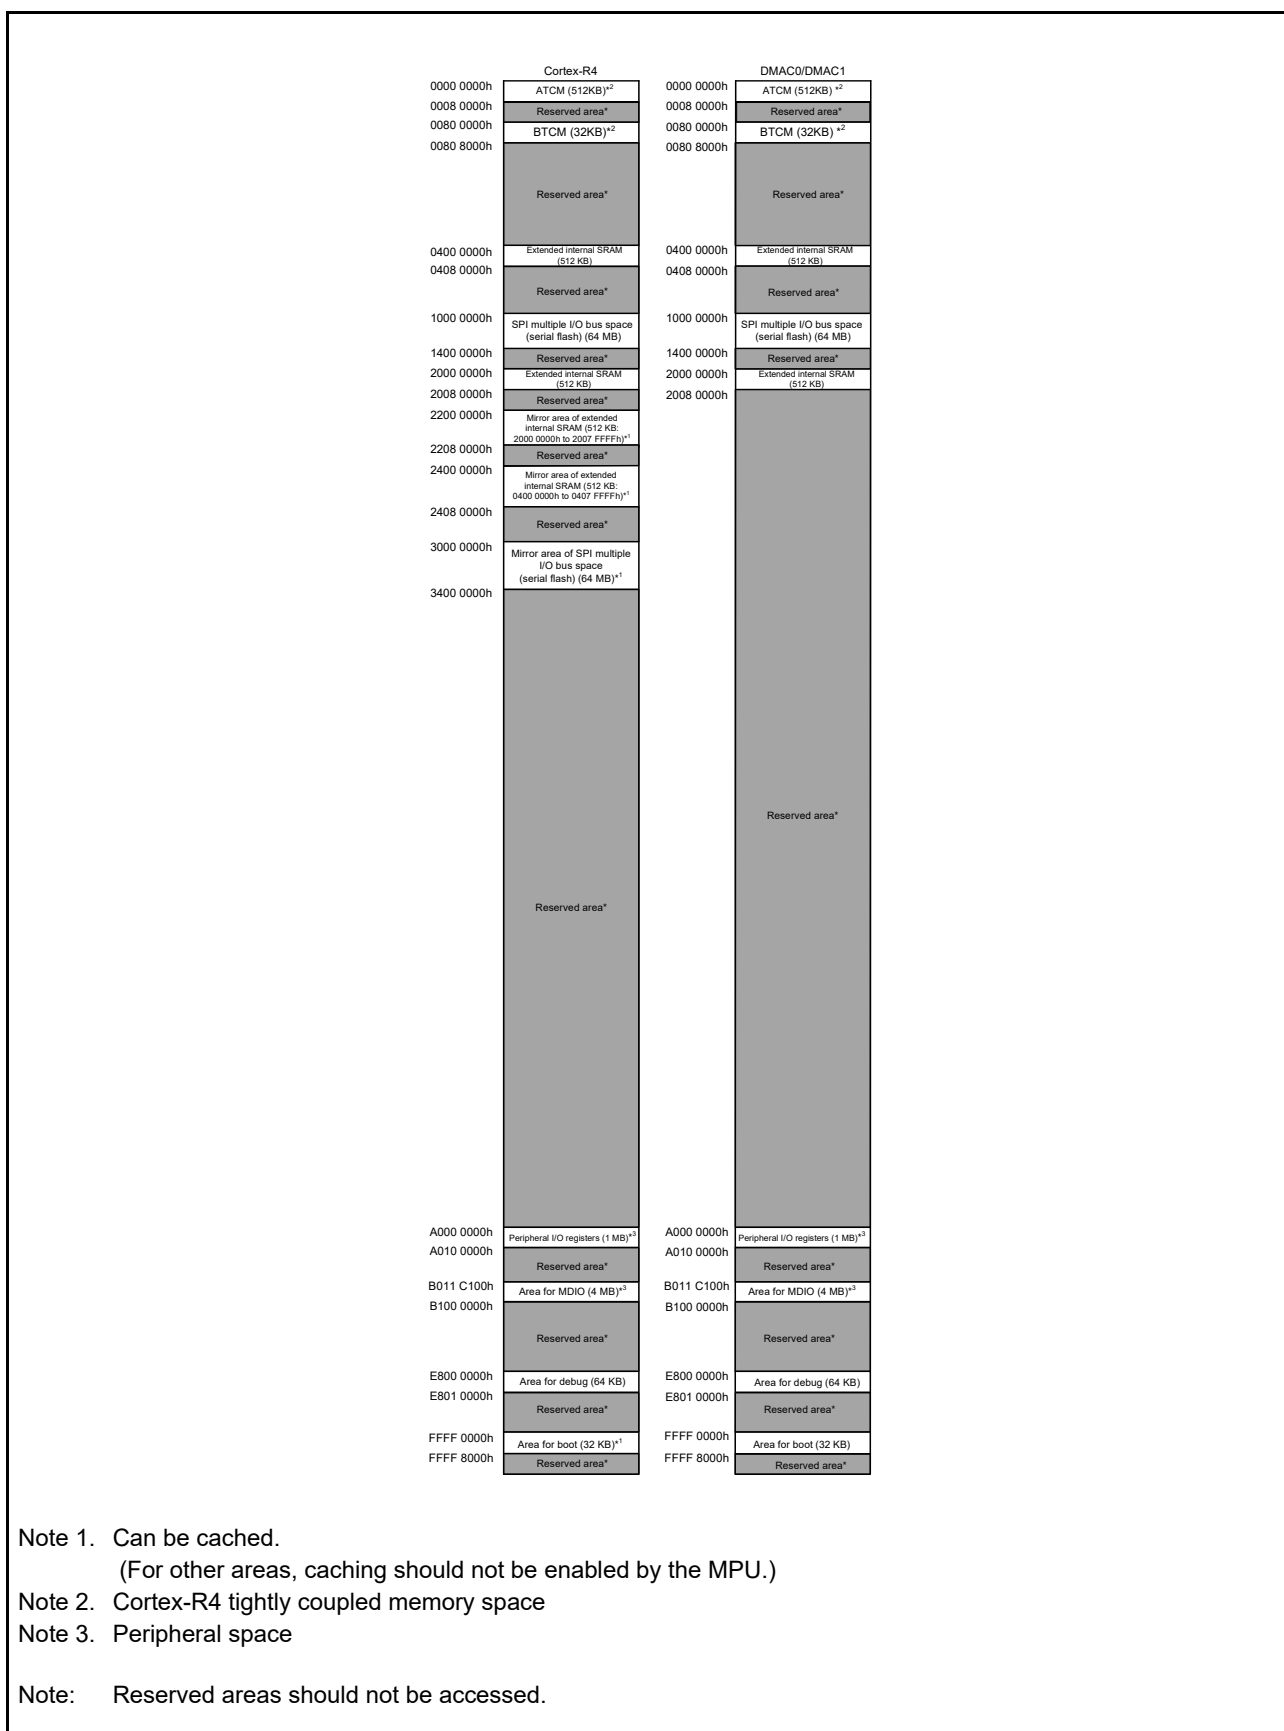 Cortex-R4
0000 0000h
ATCM (512KB)*2
0008 0000h
Reserved area*
0080 0000h
BTCM (32KB)*2
0080 8000h
Reserved area*
0400 0000h
Extended internal SRAM
(512 KB)
0408 0000h
Reserved area*
1000 0000h
SPI multiple I/O bus space
(serial flash) (64 MB)
1400 0000h
Reserved area*
2000 0000h
Extended internal SRAM
(512 KB)
2008 0000h
Reserved area*
2200 0000h
Mirror area of extended
internal SRAM (512 KB:
2000 0000h to 2007 FFFFh)*1
2208 0000h
Reserved area*
2400 0000h
Mirror area of extended
internal SRAM (512 KB:
0400 0000h to 0407 FFFFh)*1
2408 0000h
Reserved area*
3000 0000h
Mirror area of SPI multiple
I/O bus space
(serial flash) (64 MB)*1
3400 0000h
Reserved area*
A000 0000h
Peripheral I/O registers (1 MB)*3
A010 0000h
Reserved area*
B011 C100h
Area for MDIO (4 MB)*3
B100 0000h
Reserved area*
E800 0000h
Area for debug (64 KB)
E801 0000h
Reserved area*
FFFF 0000h
Area for boot (32 KB)*1
FFFF 8000h
Reserved area*
DMAC0/DMAC1
0000 0000h
ATCM (512KB) *2
0008 0000h
Reserved area*
0080 0000h
BTCM (32KB) *2
0080 8000h
Reserved area*
0400 0000h
Extended internal SRAM
(512 KB)
0408 0000h
Reserved area*
1000 0000h
SPI multiple I/O bus space
(serial flash) (64 MB)
1400 0000h
Reserved area*
2000 0000h
Extended internal SRAM
(512 KB)
2008 0000h
Reserved area*
A000 0000h
Peripheral I/O registers (1 MB)*3
A010 0000h
Reserved area*
B011 C100h
Area for MDIO (4 MB)*3
B100 0000h
Reserved area*
E800 0000h
Area for debug (64 KB)
E801 0000h
Reserved area*
FFFF 0000h
Area for boot (32 KB)
FFFF 8000h
Reserved area*
Note 1. Can be cached.
(For other areas, caching should not be enabled by the MPU.)
Note 2. Cortex-R4 tightly coupled memory space
Note 3. Peripheral space
Note: Reserved areas should not be accessed.